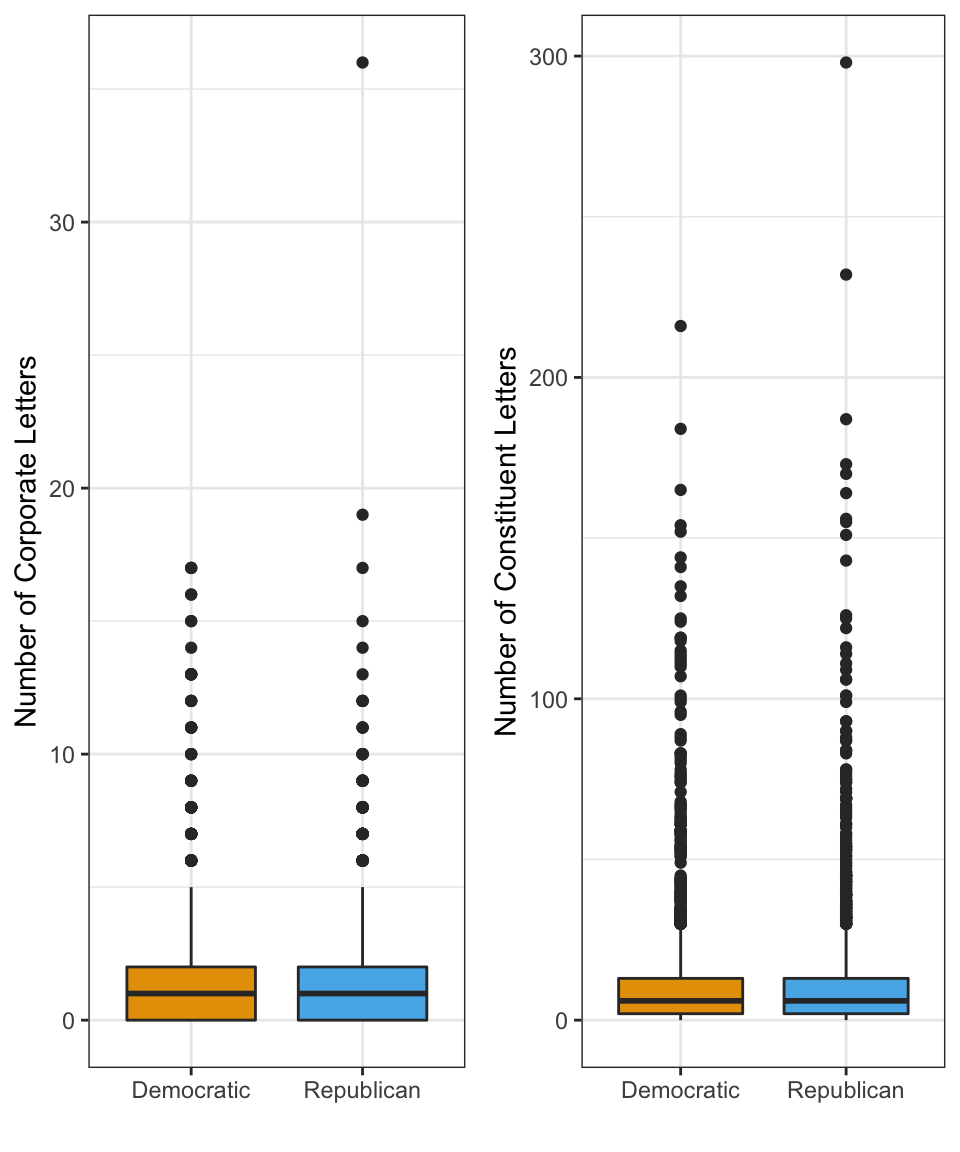 Number of Corporate Letters
30
20
10
0
Democratic
Republican
Number of Constituent Letters
300
200
100
0
Democratic
Republican